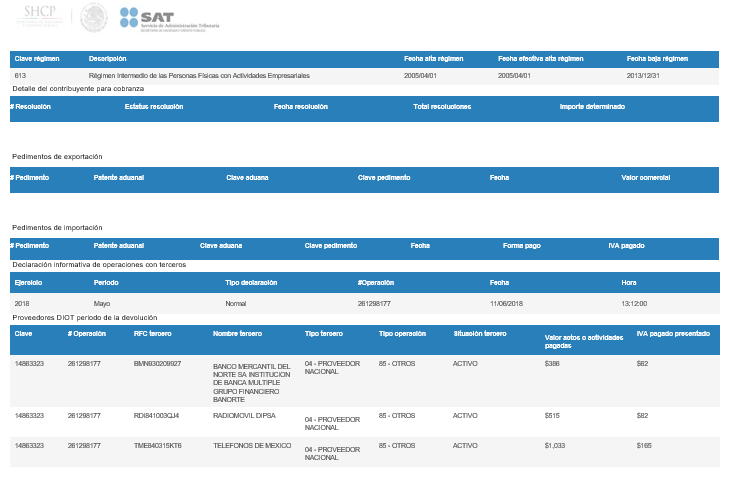 SHCP
SAT
Servicio de Administración Tributaria
Clave régimen Descripción Fecha alta régimen Fecha efectiva alta régimen Fecha baja régimen
613 Régimen Intermedio de las Personas Físicas con Actividades Empresariales 2005/04/01 2005/04/01 2013/12/31
Detalle del contribuyente para cobranza
# Resolución Estatus resolución Fecha resolución Total resoluciones Importe determinado
Pedimentos de exportación
# Pedimento Patente aduanal Clave aduana Clave pedimento Fecha Valor comercial
Pedimentos de importación
# Pedimento Patente aduanal Clave aduana Clave pedimento Fecha Forma pago IVA pagado
Declaración informativa de operaciones con terceros
Ejercicio Periodo Tipo declaración #Operación Fecha Hora
2018 Mayo Normal 261298177 11/06/2018 13:12:00
Proveedores DIOT periodo de la devolución
Clave # Operación RFC tercero Nombre tercero Tipo tercero Tipo operación Situación tercero Valor actos o actividades IVA pagado presentado
pagadas
14863323 261298177 BMN930209927 BANCO MERCANTIL DEL 04 - PROVEEDOR 85 - OTROS ACTIVO $386 $62
NORTE SA INSTITUCION NACIONAL
DE BANCA MULTIPLE
GRUPO FINANCIERO
BANORTE
14863323 261298177 RDI841003QJ4 RADIOMOVIL DIPSA 04 - PROVEEDOR 85 - OTROS ACTIVO $515 $82
NACIONAL
14863323 261298177 TME840315KT6 TELEFONOS DE MEXICO 04 - PROVEEDOR 85 - OTROS ACTIVO $1,033 $165
NACIONAL